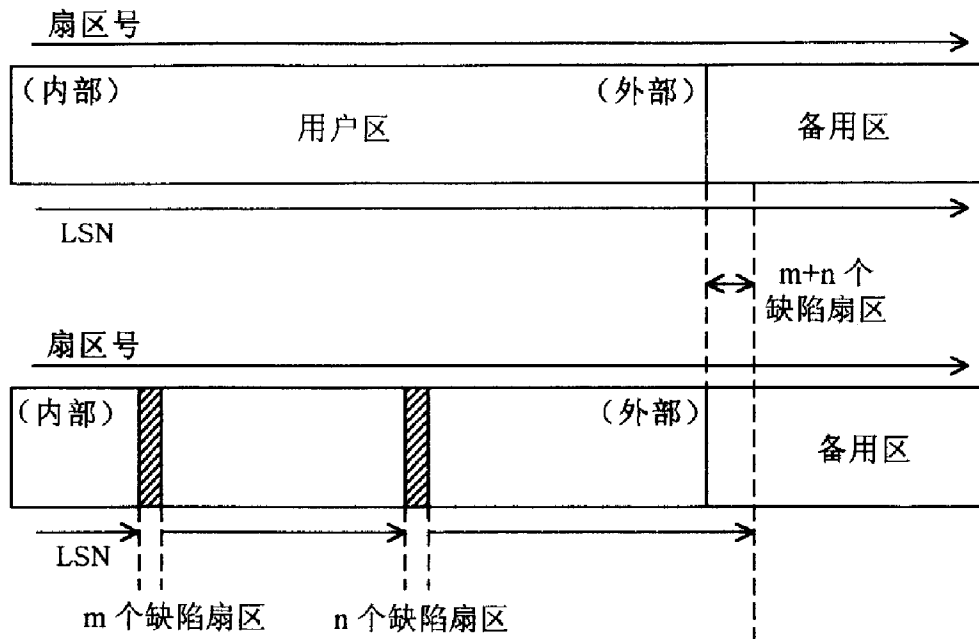 扇区号
（内部）
（外部）
用户区
备用区
LSN
m+n 个
缺陷扇区
扇区号
（内部）
（外部）
备用区
LSN
m 个缺陷扇区
n 个缺陷扇区